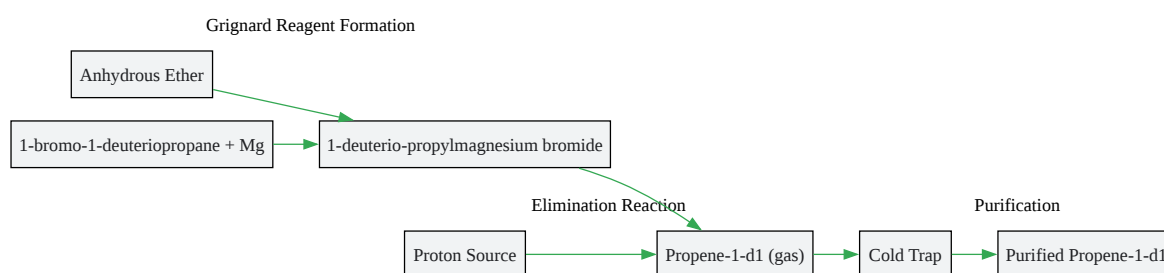 Grignard Reagent Formation
Anhydrous Ether
1-bromo-1-deuteriopropane + Mg
1-deuterio-propylmagnesium bromide
Elimination Reaction
Purification
Proton Source
Propene-1-d1 (gas)
Cold Trap
Purified Propene-1-d1